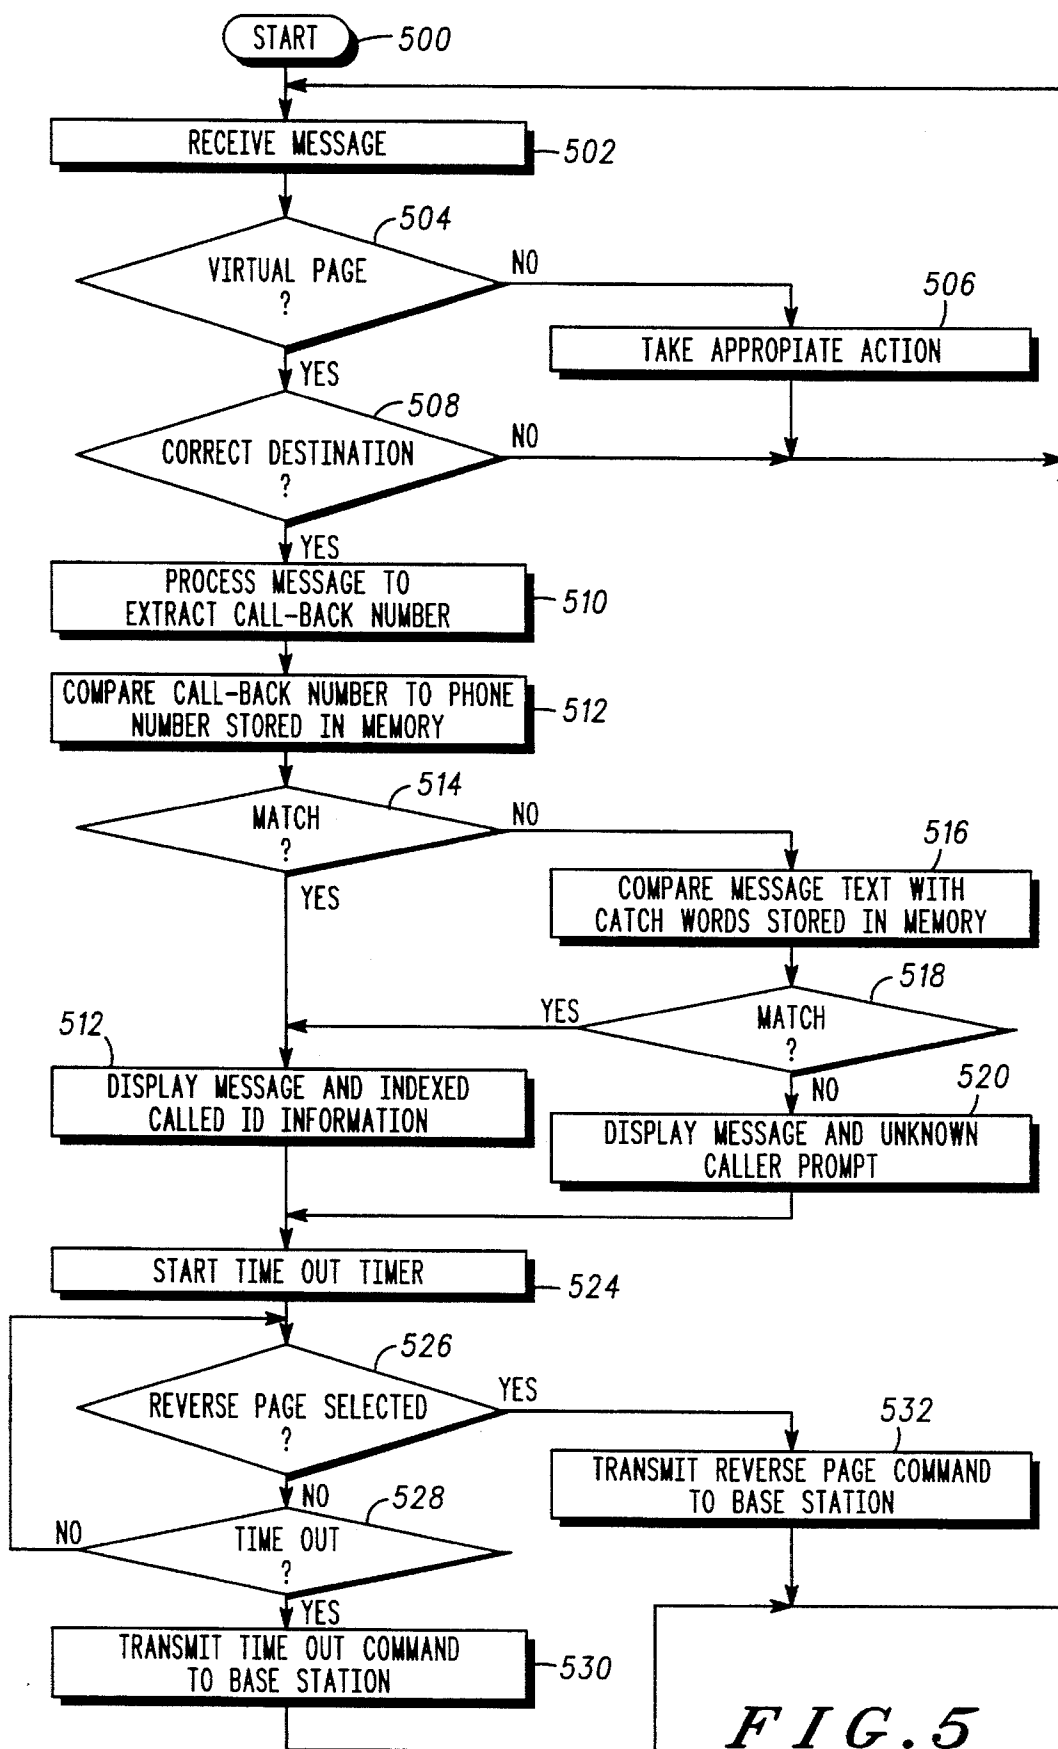 START
500
RECEIVE MESSAGE
502
504
VIRTUAL PAGE
?
NO
506
TAKE APPROPIATE ACTION
YES
508
CORRECT DESTINATION
?
NO
YES
PROCESS MESSAGE TO
EXTRACT CALL-BACK NUMBER
510
COMPARE CALL-BACK NUMBER TO PHONE
NUMBER STORED IN MEMORY
512
514
MATCH
?
NO
YES
516
COMPARE MESSAGE TEXT WITH
CATCH WORDS STORED IN MEMORY
518
MATCH
?
YES
NO
512
DISPLAY MESSAGE AND INDEXED
CALLED ID INFORMATION
520
DISPLAY MESSAGE AND UNKNOWN
CALLER PROMPT
START TIME OUT TIMER
524
526
REVERSE PAGE SELECTED
?
YES
532
TRANSMIT REVERSE PAGE COMMAND
TO BASE STATION
NO
528
TIME OUT
?
NO
YES
TRANSMIT TIME OUT COMMAND
TO BASE STATION
530
FIG.5